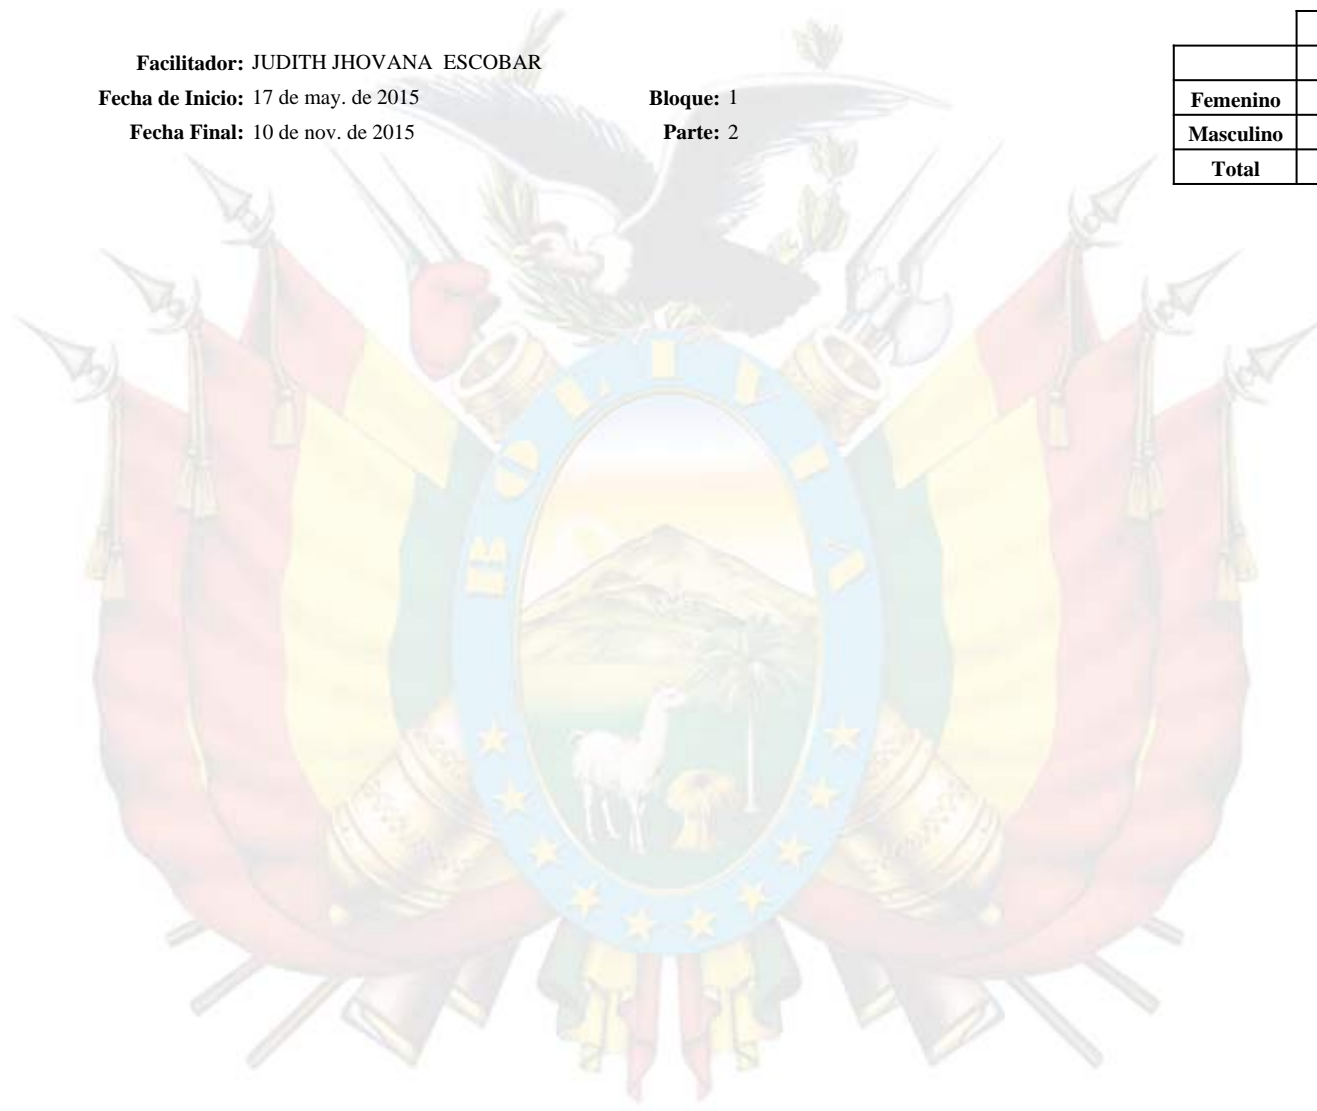 Facilitador: JUDITH JHOVANA ESCOBAR
Fecha de Inicio: 17 de may. de 2015 Bloque: 1
Fecha Final: 10 de nov. de 2015 Parte: 2
Femenino
Masculino
Total
BOLIVIA